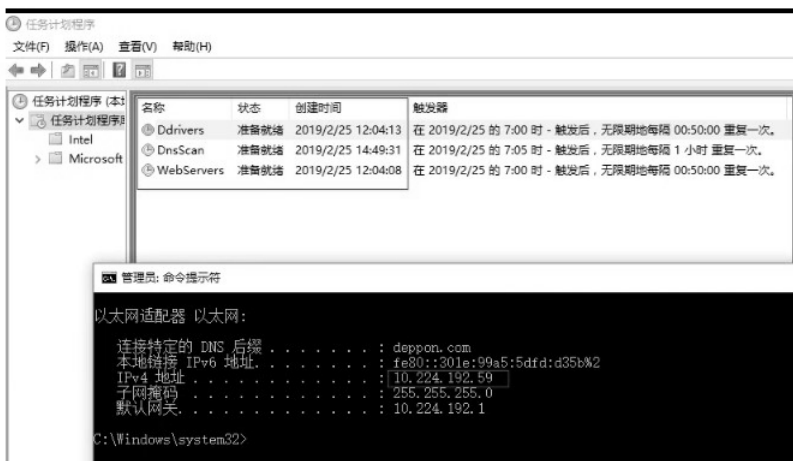 任务计划程序
文件(F) 操作(A) 查看(V) 帮助(H)
任务计划程序 (本
任务计划程序
Intel
Microsoft
名称 状态 创建时间 触发器
Ddrivers 准备就绪 2019/2/25 12:04:13 在 2019/2/25 的 7:00 时 - 触发后，无限期地每隔 00:50:00 重复一次。
DnsScan 准备就绪 2019/2/25 14:49:31 在 2019/2/25 的 7:05 时 - 触发后，无限期地每隔 1 小时 重复一次。
WebServers 准备就绪 2019/2/25 12:04:08 在 2019/2/25 的 7:00 时 - 触发后，无限期地每隔 00:50:00 重复一次。
管理员: 命令提示符
以太网适配器 以太网:
连接特定的 DNS 后缀 . . . . . . . : deppon.com
本地链接 IPv6 地址. . . . . . . . : fe80::301e:99a5:5dfd:d35b%2
IPv4 地址 . . . . . . . . . . . . : 10.224.192.59
子网掩码 . . . . . . . . . . . . : 255.255.255.0
默认网关. . . . . . . . . . . . . : 10.224.192.1
C:\Windows\system32>